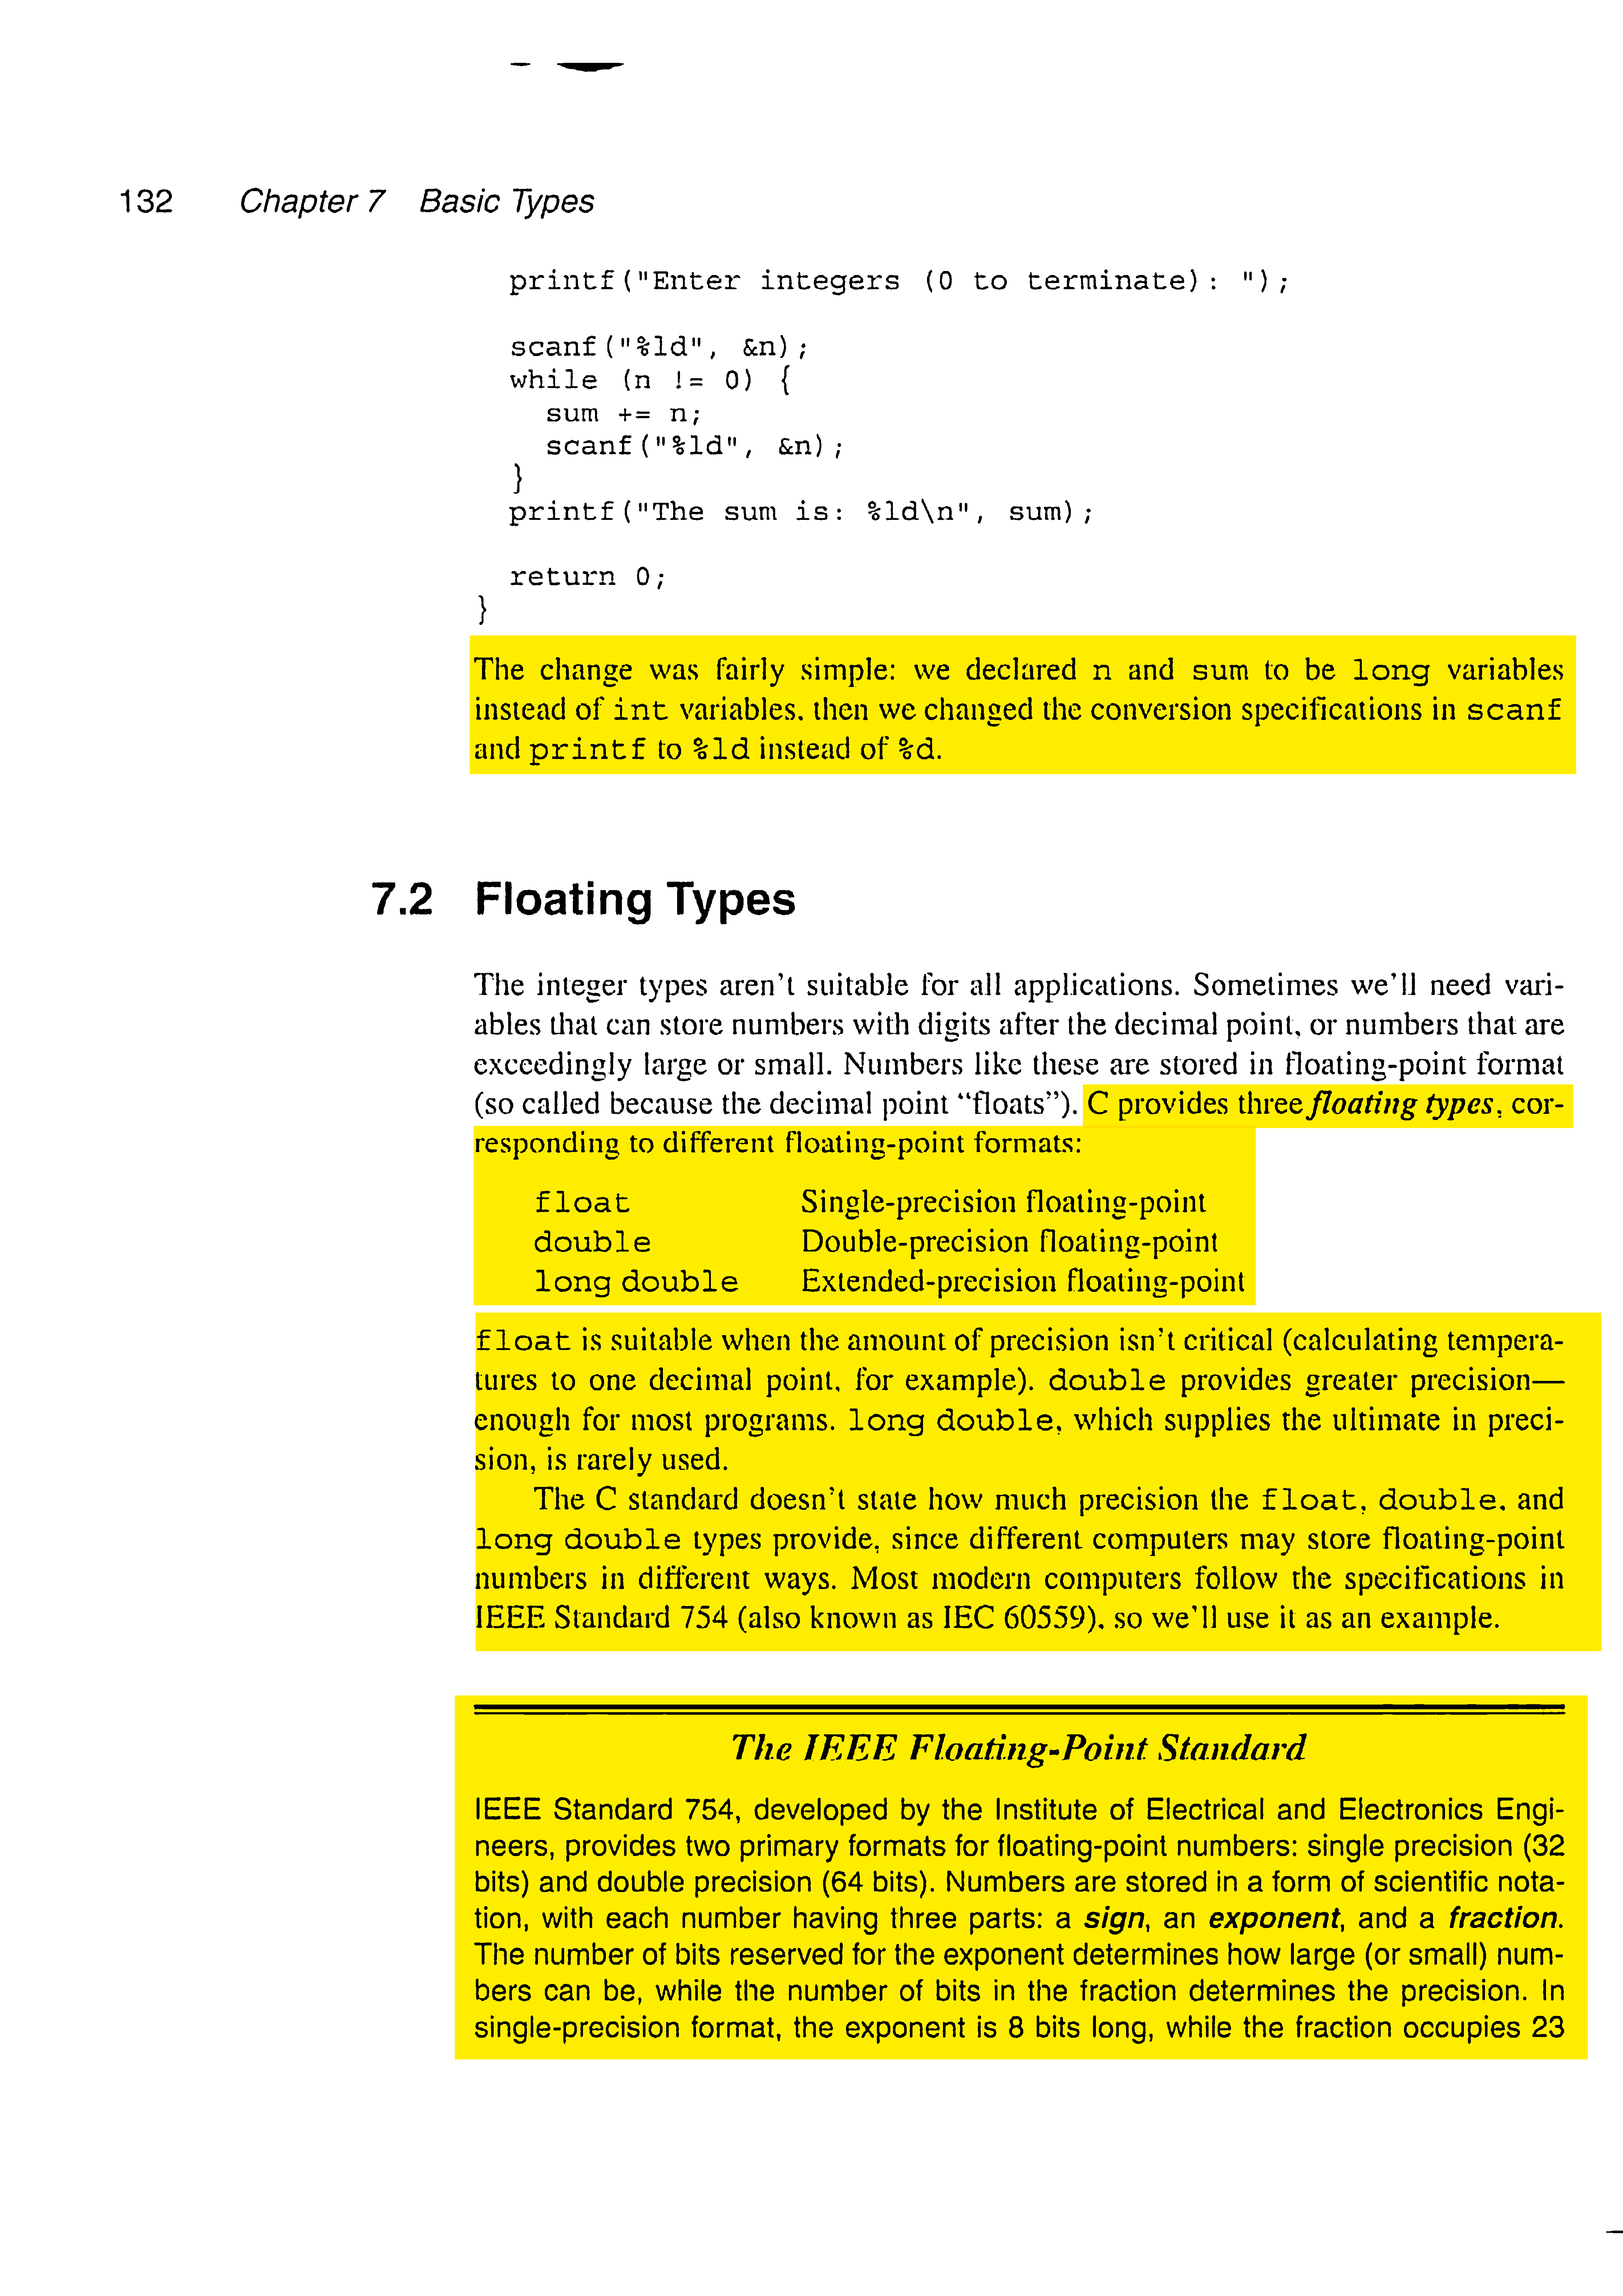 132 Chapter 7 Basic Types
printf("Enter integers (0 to terminate): ");
scanf("%ld", &n);
while (n != 0) {
sum += n;
scanf("%ld", &n);
}
printf("The sum is: %ld\n", sum);
return 0;
}
The change was fairly simple: we declared n and sum to be long variables
instead of int variables, then we changed the conversion specifications in scanf
and printf to %ld instead of %d.
7.2 Floating Types
The integer types aren't suitable for all applications. Sometimes we'll need vari-
ables that can store numbers with digits after the decimal point, or numbers that are
exceedingly large or small. Numbers like these are stored in floating-point format
(so called because the decimal point "floats"). C provides three floating types, cor-
responding to different floating-point formats:
float Single-precision floating-point
double Double-precision floating-point
long double Extended-precision floating-point
float is suitable when the amount of precision isn't critical (calculating tempera-
tures to one decimal point, for example). double provides greater precision—
enough for most programs. long double, which supplies the ultimate in preci-
sion, is rarely used.
The C standard doesn't state how much precision the float, double, and
long double types provide, since different computers may store floating-point
numbers in different ways. Most modern computers follow the specifications in
IEEE Standard 754 (also known as IEC 60559), so we'll use it as an example.
The IEEE Floating-Point Standard
IEEE Standard 754, developed by the Institute of Electrical and Electronics Engi-
neers, provides two primary formats for floating-point numbers: single precision (32
bits) and double precision (64 bits). Numbers are stored in a form of scientific nota-
tion, with each number having three parts: a sign, an exponent, and a fraction.
The number of bits reserved for the exponent determines how large (or small) num-
bers can be, while the number of bits in the fraction determines the precision. In
single-precision format, the exponent is 8 bits long, while the fraction occupies 23